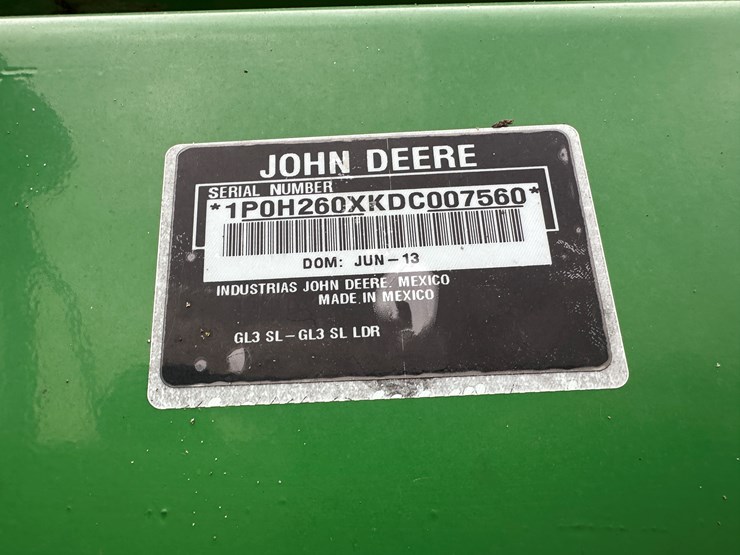 JOHN DEERE
SERIAL NUMBER
*1P0H260XKDC007560*
DOM: JUN-13
INDUSTRIAS JOHN DEERE, MEXICO
MADE IN MEXICO
GL3 SL-GL3 SL LDR